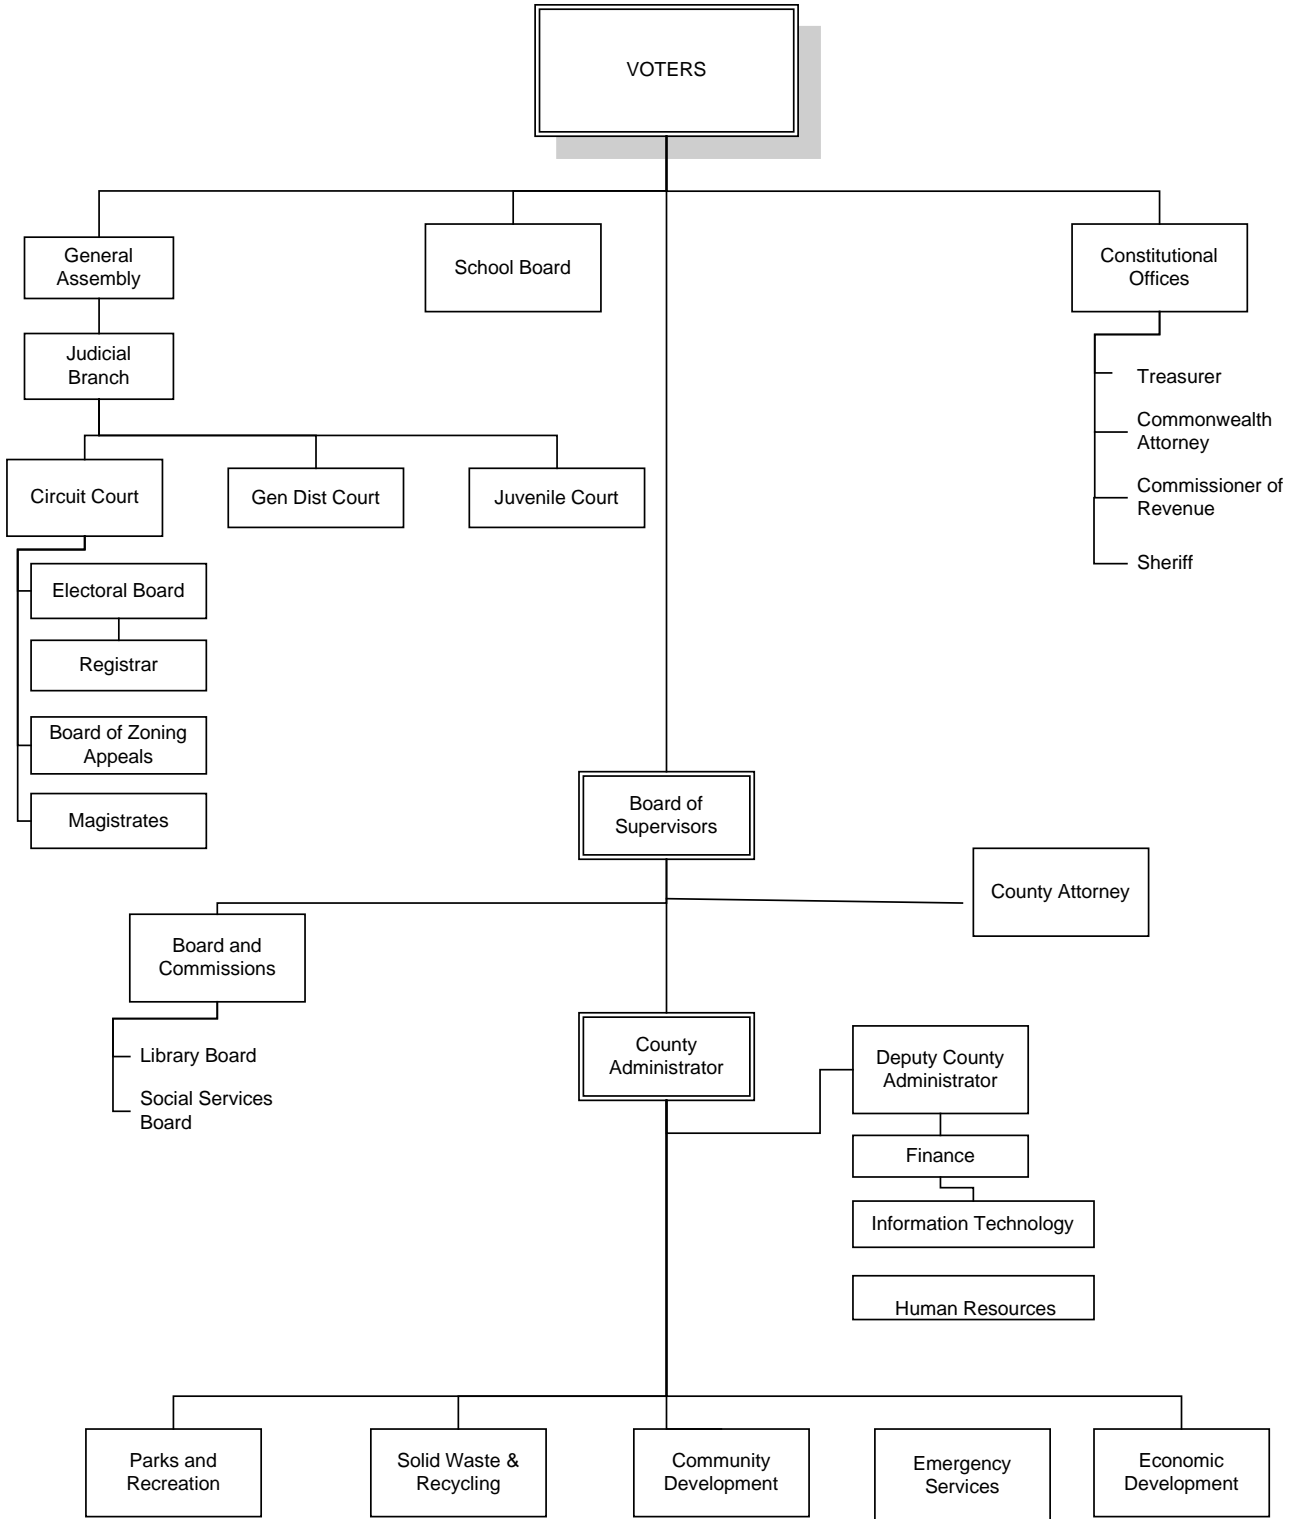 VOTERS
General
Assembly
School Board
Constitutional
Offices
Judicial
Branch
Treasurer
Commonwealth
Attorney
Commissioner of
Revenue
Sheriff
Circuit Court
Gen Dist Court
Juvenile Court
Electoral Board
Registrar
Board of Zoning
Appeals
Magistrates
Board of
Supervisors
County Attorney
Board and
Commissions
Library Board
Social Services
Board
County
Administrator
Deputy County
Administrator
Finance
Information Technology
Human Resources
Parks and
Recreation
Solid Waste &
Recycling
Community
Development
Emergency
Services
Economic
Development